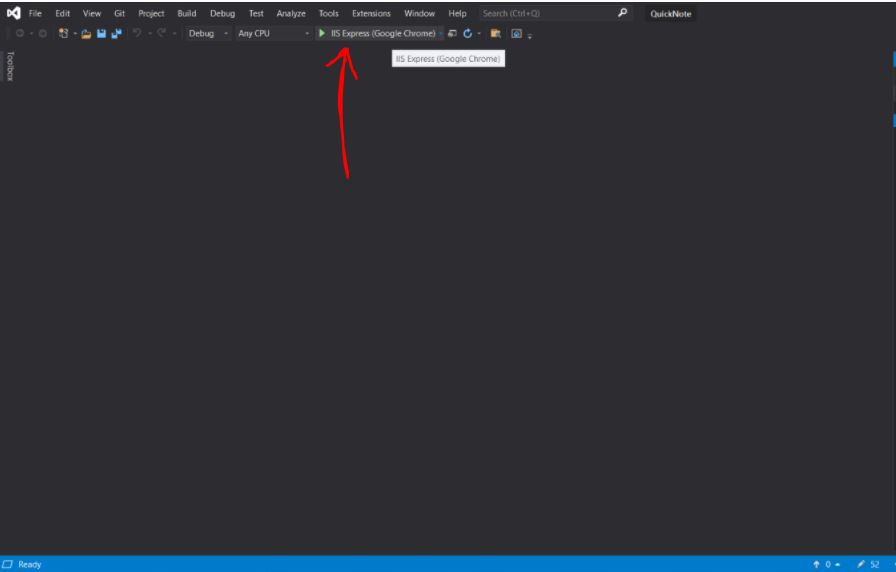 File Edit View Git Project Build Debug Test Analyze Tools Extensions Window Help Search (Ctrl+Q) QuickNote
Debug Any CPU IIS Express (Google Chrome)
IIS Express (Google Chrome)
Toolbox
Ready 0 52